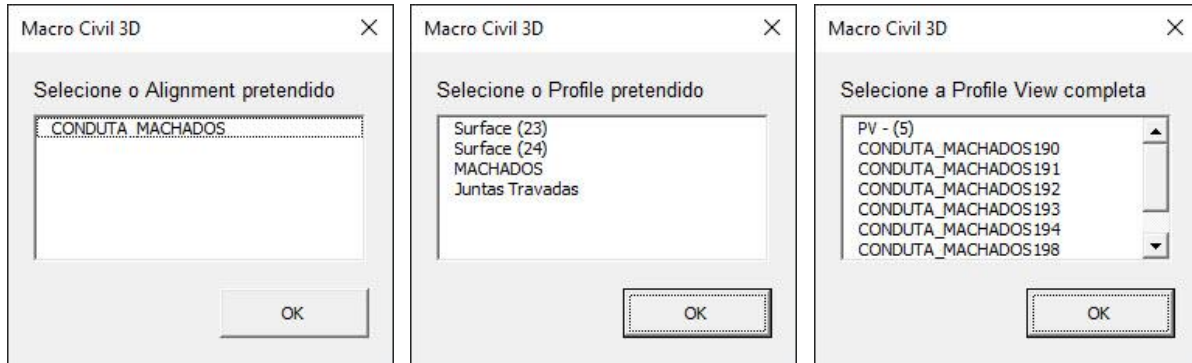 Macro Civil 3D
Selecione o Alignment pretendido
CONDUTA_MACHADOS
OK
Macro Civil 3D
Selecione o Profile pretendido
Surface (23)
Surface (24)
MACHADOS
Juntas Travadas
OK
Macro Civil 3D
Selecione a Profile View completa
PV - (5)
CONDUTA_MACHADOS190
CONDUTA_MACHADOS191
CONDUTA_MACHADOS192
CONDUTA_MACHADOS193
CONDUTA_MACHADOS194
CONDUTA_MACHADOS198
OK